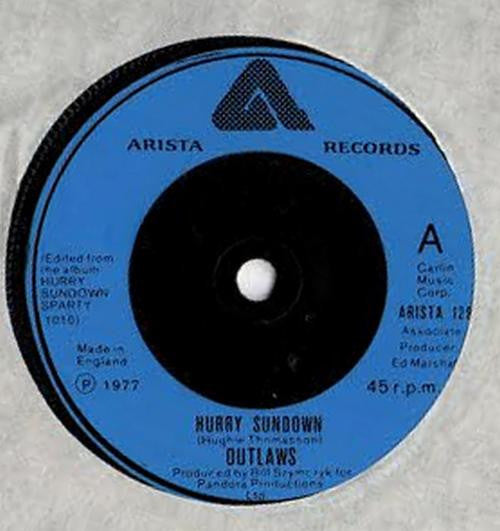 ARISTA RECORDS
A
(Edited from
the album
HURRY
SUNDOWN
SPARTY
1010)
Carlin
Music
Corp.
ARISTA 12
Associate
Producer
Ed Marshal
Made in
England
℗ 1977
45 r.p.m.
HURRY SUNDOWN
(Hughie Thomasson)
OUTLAWS
Produced by Bill Szymczyk for
Pandora Productions
Ltd.